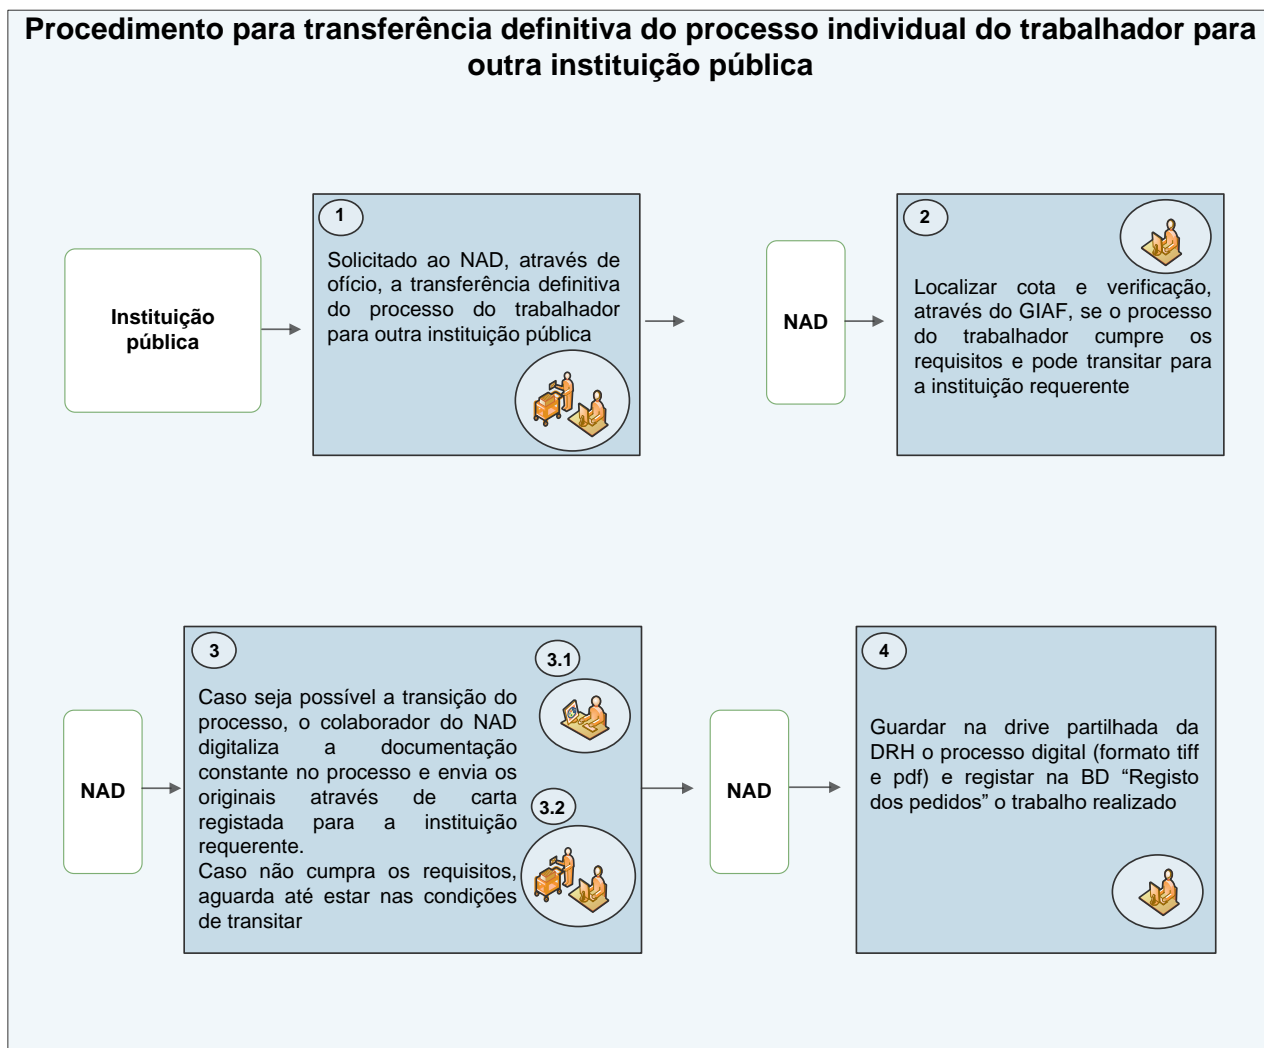 Procedimento para transferência definitiva do processo individual do trabalhador para
outra instituição pública
Instituição
pública
1
Solicitado ao NAD, através de
ofício, a transferência definitiva
do processo do trabalhador
para outra instituição pública
NAD
2
Localizar cota e verificação,
através do GIAF, se o processo
do trabalhador cumpre os
requisitos e pode transitar para
a instituição requerente
NAD
3
3.1
Caso seja possível a transição do
processo, o colaborador do NAD
digitaliza a documentação
constante no processo e envia os
originais através de carta
registada para a instituição
requerente.
Caso não cumpra os requisitos,
aguarda até estar nas condições
de transitar
3.2
NAD
4
Guardar na drive partilhada da
DRH o processo digital (formato tiff
e pdf) e registar na BD “Registo
dos pedidos” o trabalho realizado